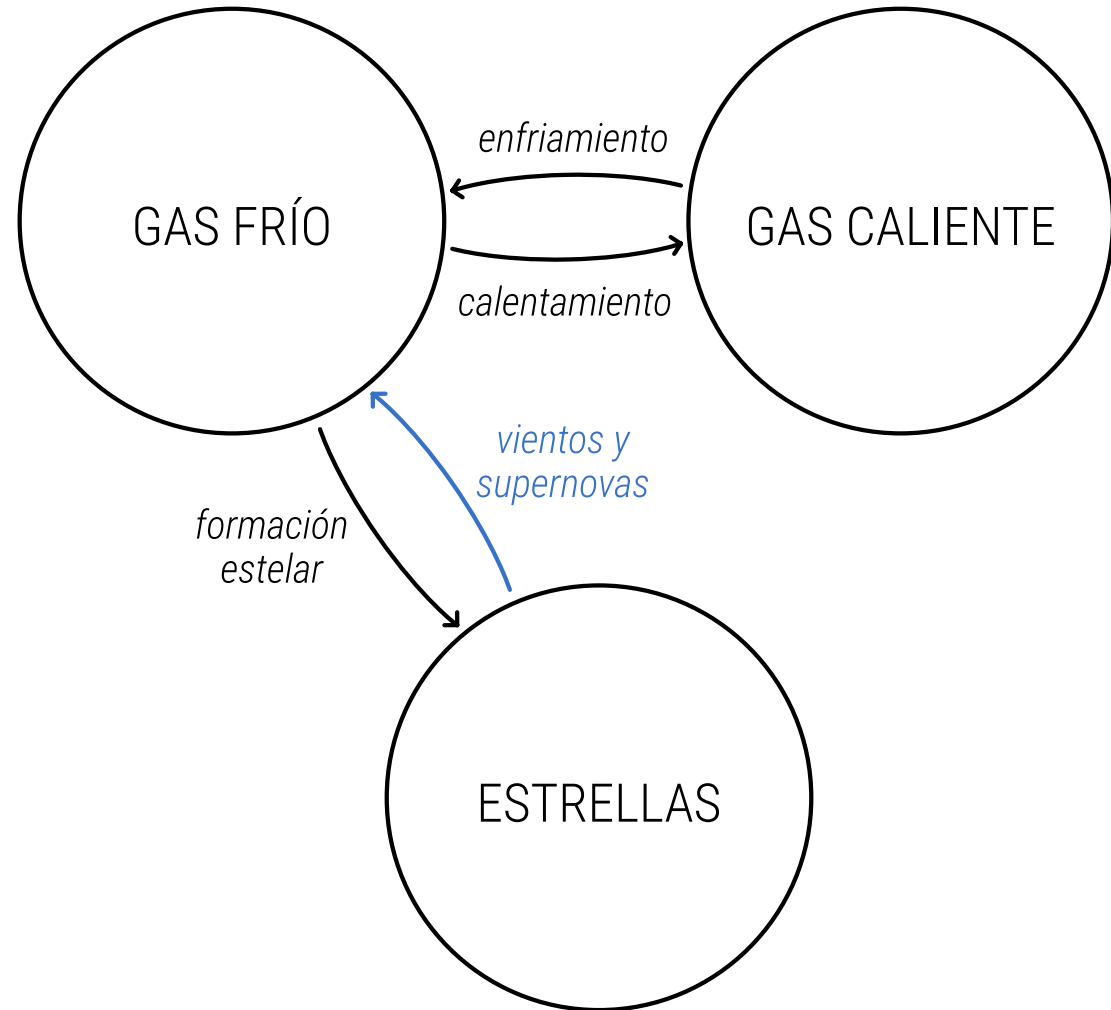 enfriamiento
GAS FRÍO
GAS CALIENTE
calentamiento
vientos y
supernovas
formación
estelar
ESTRELLAS